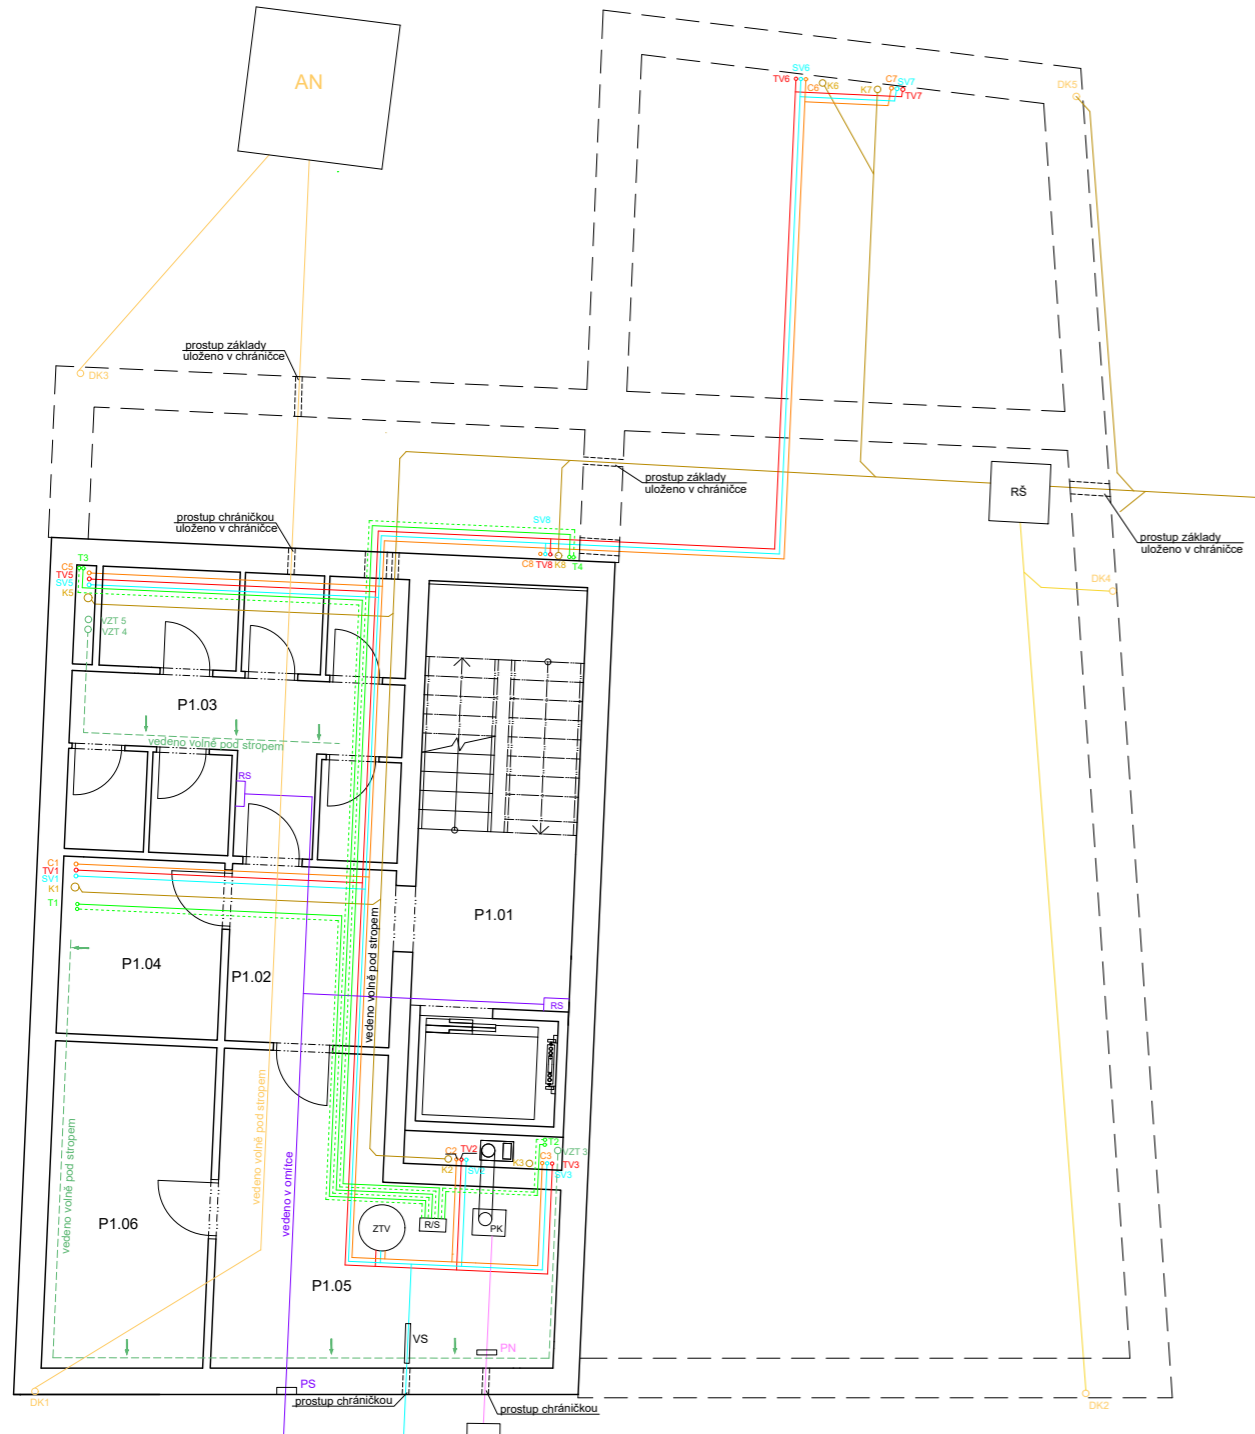 AN
SV6
TV6
C6
K6
C7
SV7
K7
TV7
DK5
prostup základy
uloženo v chráničce
DK3
prostup základy
uloženo v chráničce
RŠ
prostup základy
uloženo v chráničce
prostup chráničkou
uloženo v chráničce
SV8
C8
TV8
K8
T4
T3
C5
TV5
SV5
K5
VZT 5
VZT 4
DK4
P1.03
vedeno volně pod stropem
RS
C1
TV1
SV1
K1
T1
P1.01
P1.04
P1.02
vedeno volně pod stropem
RS
vedeno volně pod stropem
vedeno volně pod stropem
vedeno v omítce
C2
TV2
K2
SV2
T2
VZT 3
K3
C3
TV3
SV3
P1.06
ZTV
R/S
PK
P1.05
VS
PN
PS
prostup chráničkou
prostup chráničkou
DK1
DK2